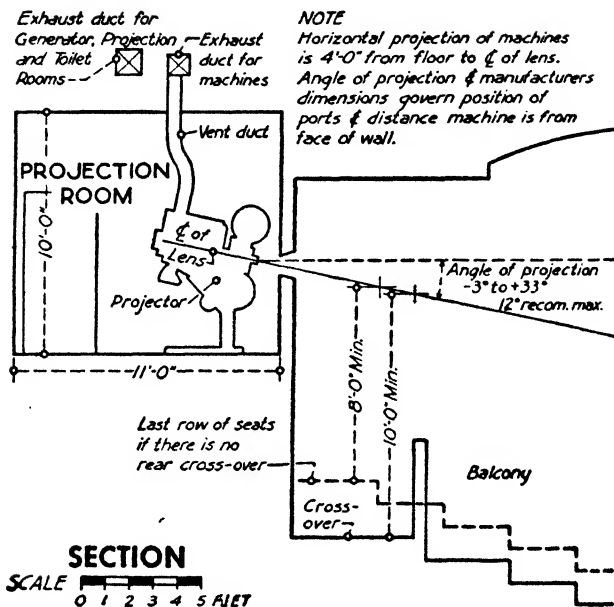 Exhaust duct for
Generator, Projection
and Toilet
Rooms
Exhaust
duct for
machines
NOTE
Horizontal projection of machines
is 4'-0" from floor to ℄ of lens.
Angle of projection & manufacturers
dimensions govern position of
ports & distance machine is from
face of wall.
Vent duct
PROJECTION
ROOM
10'-0"
℄ of
Lens
Projector
Angle of projection
-3° to +33°
12° recom. max.
11'-0"
8'-0" Min.
10'-0" Min.
Last row of seats
if there is no
rear cross-over
Balcony
Cross-
over
SECTION
SCALE
0 1 2 3 4 5 FEET